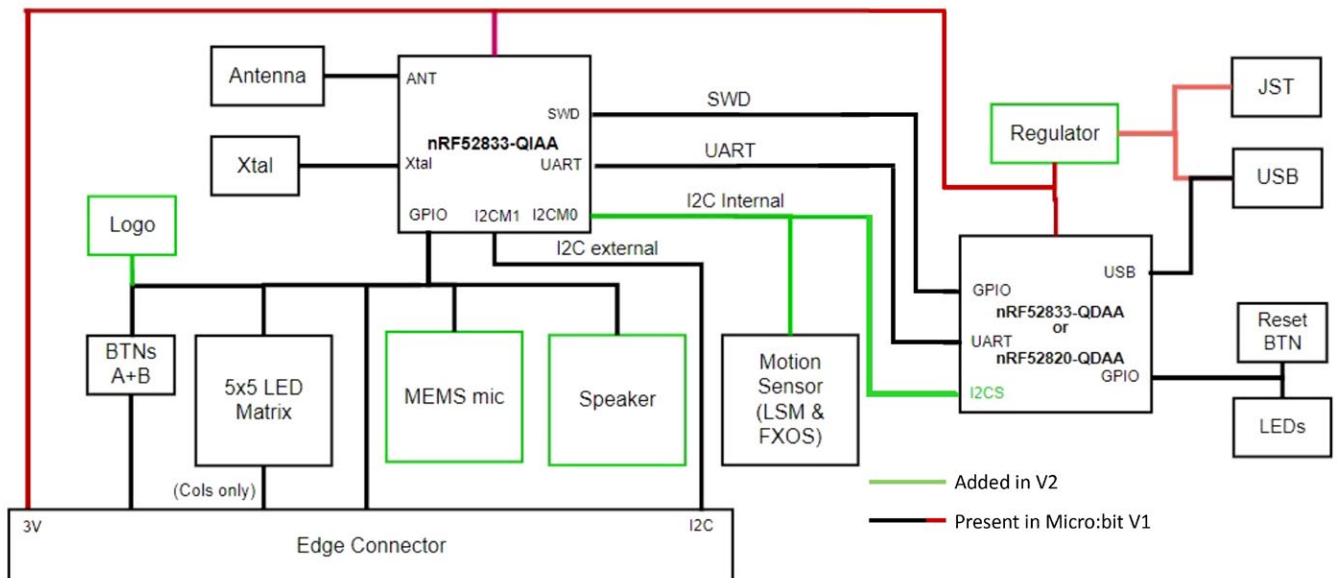 Antenna
ANT
SWD
SWD
JST
Regulator
nRF52833-QIAA
Xtal
Xtal
UART
UART
USB
I2C Internal
GPIO
I2CM1
I2CM0
Logo
I2C external
USB
GPIO
nRF52833-QDAA
or
nRF52820-QDAA
UART
GPIO
I2CS
Reset
BTN
LEDs
BTNs
A+B
5x5 LED
Matrix
MEMS mic
Speaker
Motion
Sensor
(LSM &
FXOS)
(Cols only)
Added in V2
Present in Micro:bit V1
3V
I2C
Edge Connector